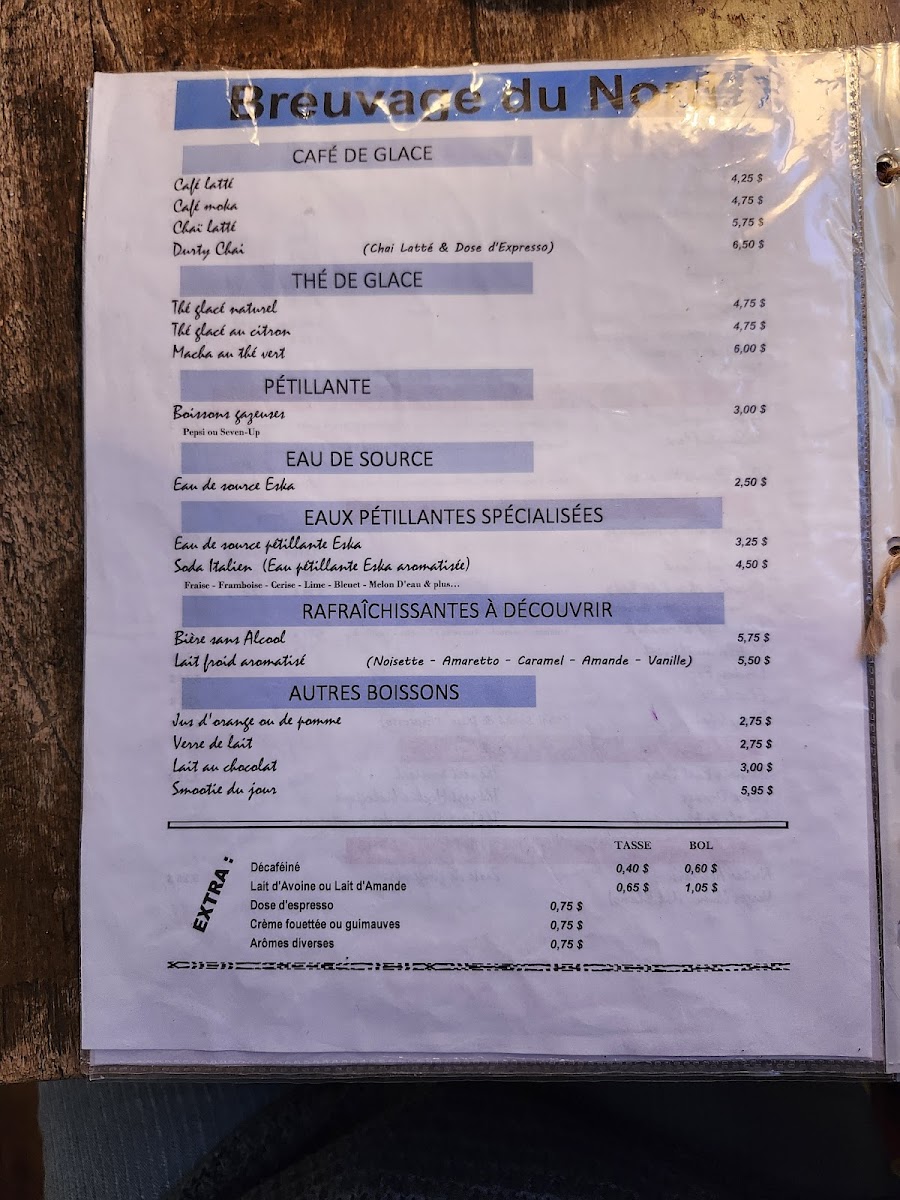 Breuvage du Nord
CAFÉ DE GLACE
Café latté 4,25 $
Café moka 4,75 $
Chaï latté 5,75 $
Durty Chai (Chai Latté & Dose d'Expresso) 6,50 $
THÉ DE GLACE
Thé glacé naturel 4,75 $
Thé glacé au citron 4,75 $
Macha au thé vert 6,00 $
PÉTILLANTE
Boissons gazeuses 3,00 $
Pepsi ou Seven-Up
EAU DE SOURCE
Eau de source Eska 2,50 $
EAUX PÉTILLANTES SPÉCIALISÉES
Eau de source pétillante Eska 3,25 $
Soda Italien (Eau pétillante Eska aromatisée) 4,50 $
Fraise - Framboise - Cerise - Lime - Bleuet - Melon D'eau & plus...
RAFRAÎCHISSANTES À DÉCOUVRIR
Bière sans Alcool 5,75 $
Lait froid aromatisé (Noisette - Amaretto - Caramel - Amande - Vanille) 5,50 $
AUTRES BOISSONS
Jus d'orange ou de pomme 2,75 $
Verre de lait 2,75 $
Lait au chocolat 3,00 $
Smootie du jour 5,95 $
TASSE BOL
EXTRA :
Décaféiné 0,40 $ 0,60 $
Lait d'Avoine ou Lait d'Amande 0,65 $ 1,05 $
Dose d'espresso 0,75 $
Crème fouettée ou guimauves 0,75 $
Arômes diverses 0,75 $